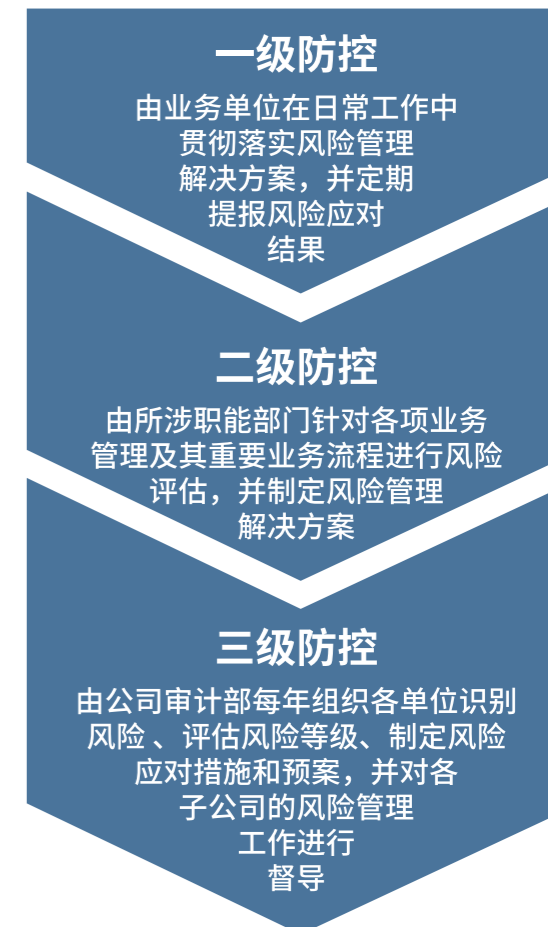 一级防控
由业务单位在日常工作中
贯彻落实风险管理
解决方案，并定期
提报风险应对
结果
二级防控
由所涉职能部门针对各项业务
管理及其重要业务流程进行风险
评估，并制定风险管理
解决方案
三级防控
由公司审计部每年组织各单位识别
风险 、评估风险等级、制定风险
应对措施和预案，并对各
子公司的风险管理
工作进行
督导